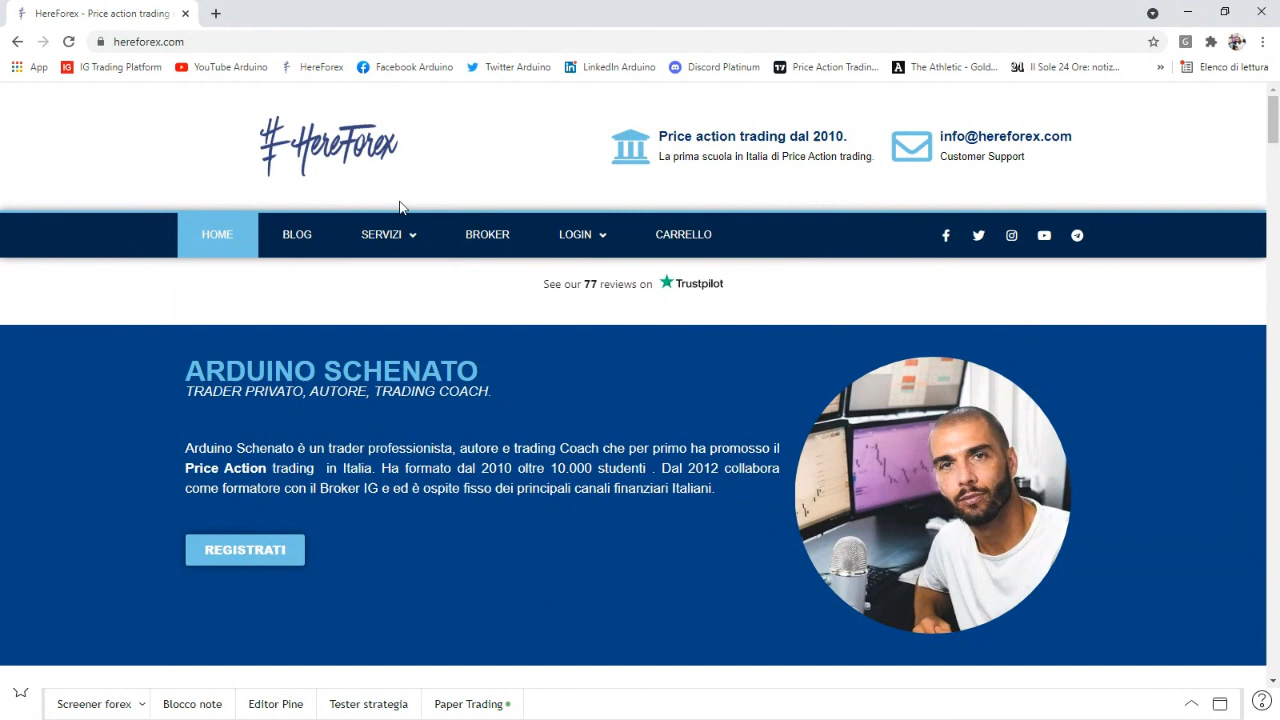 HereForex - Price action trading
hereforex.com
App
IG Trading Platform
YouTube Arduino
HereForex
Facebook Arduino
Twitter Arduino
LinkedIn Arduino
Discord Platinum
Price Action Tradin...
The Athletic - Gold...
Il Sole 24 Ore: notiz...
»
Elenco di lettura
#HereForex
Price action trading dal 2010.
La prima scuola in Italia di Price Action trading.
info@hereforex.com
Customer Support
HOME
BLOG
SERVIZI
BROKER
LOGIN
CARRELLO
See our 77 reviews on Trustpilot
ARDUINO SCHENATO
TRADER PRIVATO, AUTORE, TRADING COACH.
Arduino Schenato è un trader professionista, autore e trading Coach che per primo ha promosso il
Price Action trading in Italia. Ha formato dal 2010 oltre 10.000 studenti . Dal 2012 collabora
come formatore con il Broker IG e ed è ospite fisso dei principali canali finanziari Italiani.
REGISTRATI
Screener forex
Blocco note
Editor Pine
Tester strategia
Paper Trading